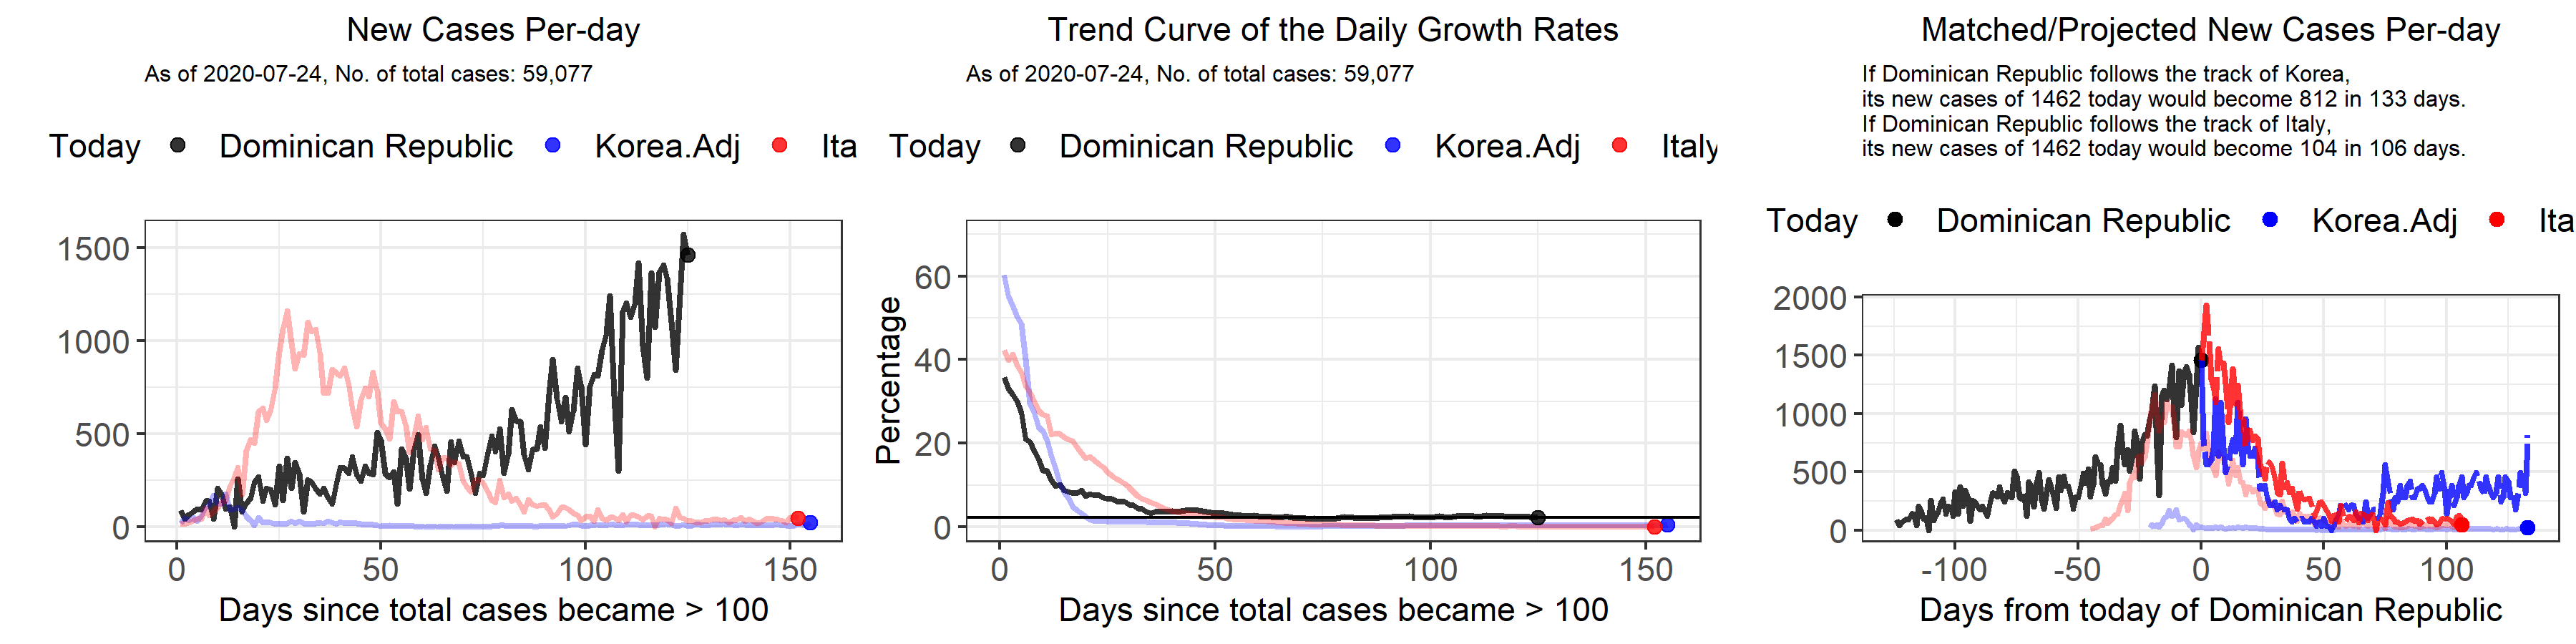 New Cases Per-day
As of 2020-07-24, No. of total cases: 59,077
Today Dominican Republic Korea.Adj Ita
1500
1000
500
0
0 50 100 150
Days since total cases became > 100
Trend Curve of the Daily Growth Rates
As of 2020-07-24, No. of total cases: 59,077
Today Dominican Republic Korea.Adj Italy
Percentage
60
40
20
0
0 50 100 150
Days since total cases became > 100
Matched/Projected New Cases Per-day
If Dominican Republic follows the track of Korea,
its new cases of 1462 today would become 812 in 133 days.
If Dominican Republic follows the track of Italy,
its new cases of 1462 today would become 104 in 106 days.
Today Dominican Republic Korea.Adj Ita
2000
1500
1000
500
0
-100 -50 0 50 100
Days from today of Dominican Republic